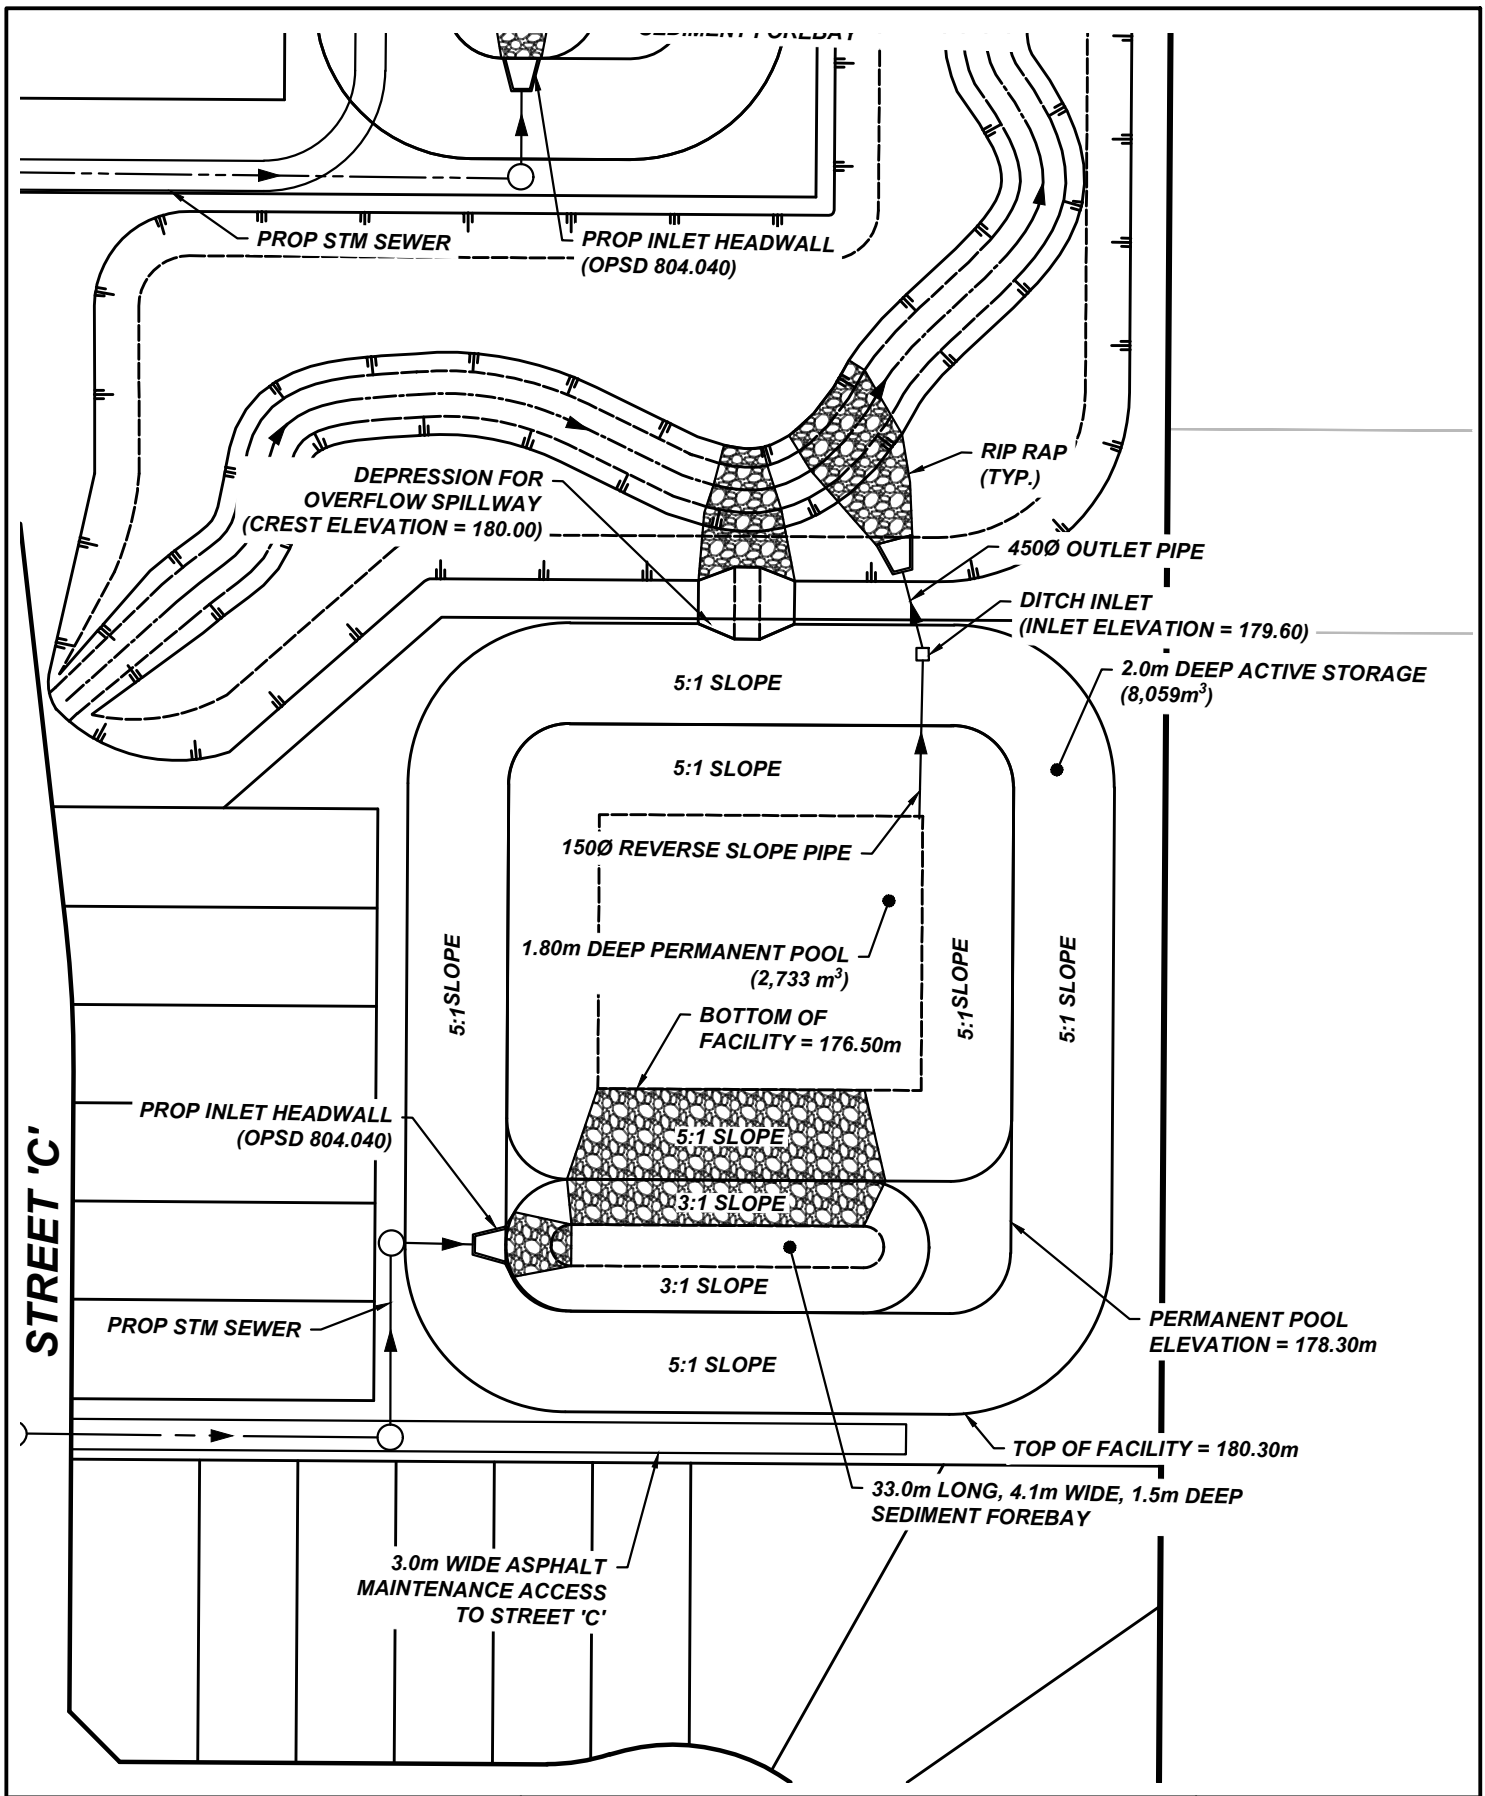 SEDIMENT FOREBAY
PROP STM SEWER
PROP INLET HEADWALL
(OPSD 804.040)
DEPRESSION FOR
OVERFLOW SPILLWAY
(CREST ELEVATION = 180.00)
RIP RAP
(TYP.)
450Ø OUTLET PIPE
DITCH INLET
(INLET ELEVATION = 179.60)
2.0m DEEP ACTIVE STORAGE
(8,059m³)
5:1 SLOPE
5:1 SLOPE
150Ø REVERSE SLOPE PIPE
1.80m DEEP PERMANENT POOL
(2,733 m³)
5:1 SLOPE
5:1 SLOPE
5:1 SLOPE
BOTTOM OF
FACILITY = 176.50m
PROP INLET HEADWALL
(OPSD 804.040)
5:1 SLOPE
3:1 SLOPE
3:1 SLOPE
STREET 'C'
PROP STM SEWER
PERMANENT POOL
ELEVATION = 178.30m
5:1 SLOPE
TOP OF FACILITY = 180.30m
33.0m LONG, 4.1m WIDE, 1.5m DEEP
SEDIMENT FOREBAY
3.0m WIDE ASPHALT
MAINTENANCE ACCESS
TO STREET 'C'